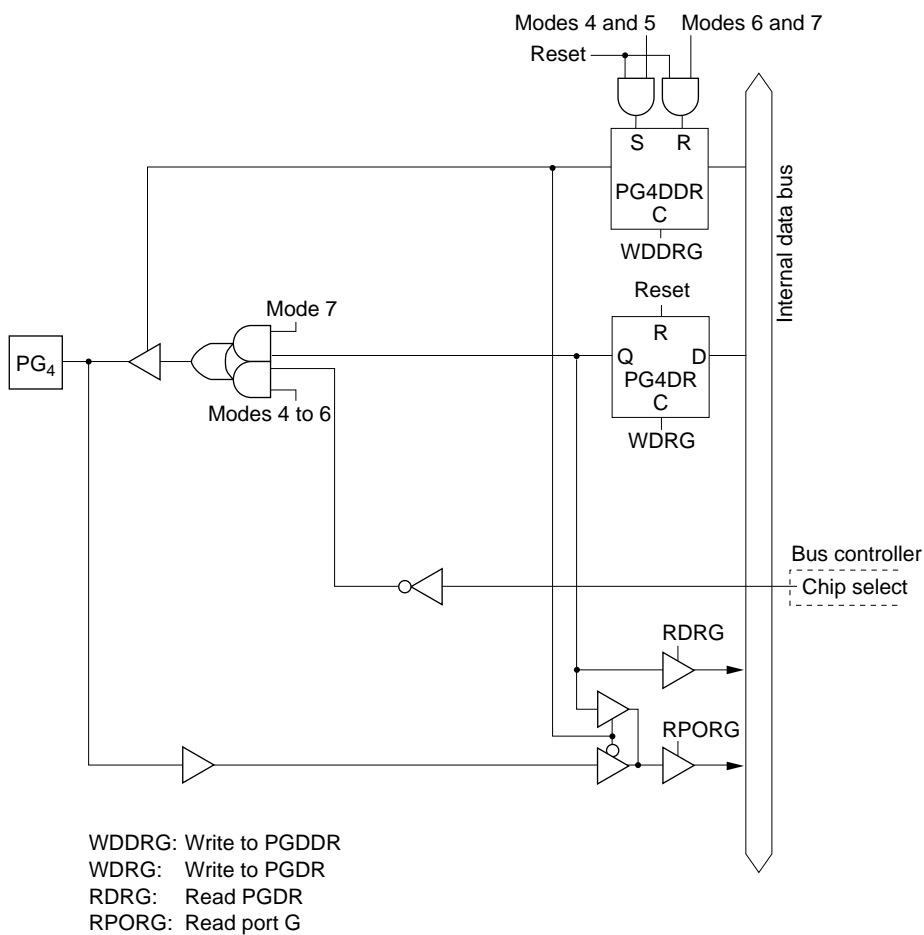 Modes 4 and 5
Modes 6 and 7
Reset
S R
PG4DDR
C
WDDRG
Internal data bus
Reset
Mode 7
R
PG4
Q D
PG4DR
C
Modes 4 to 6
WDRG
Bus controller
Chip select
RDRG
RPORG
WDDRG: Write to PGDDR
WDRG: Write to PGDR
RDRG: Read PGDR
RPORG: Read port G